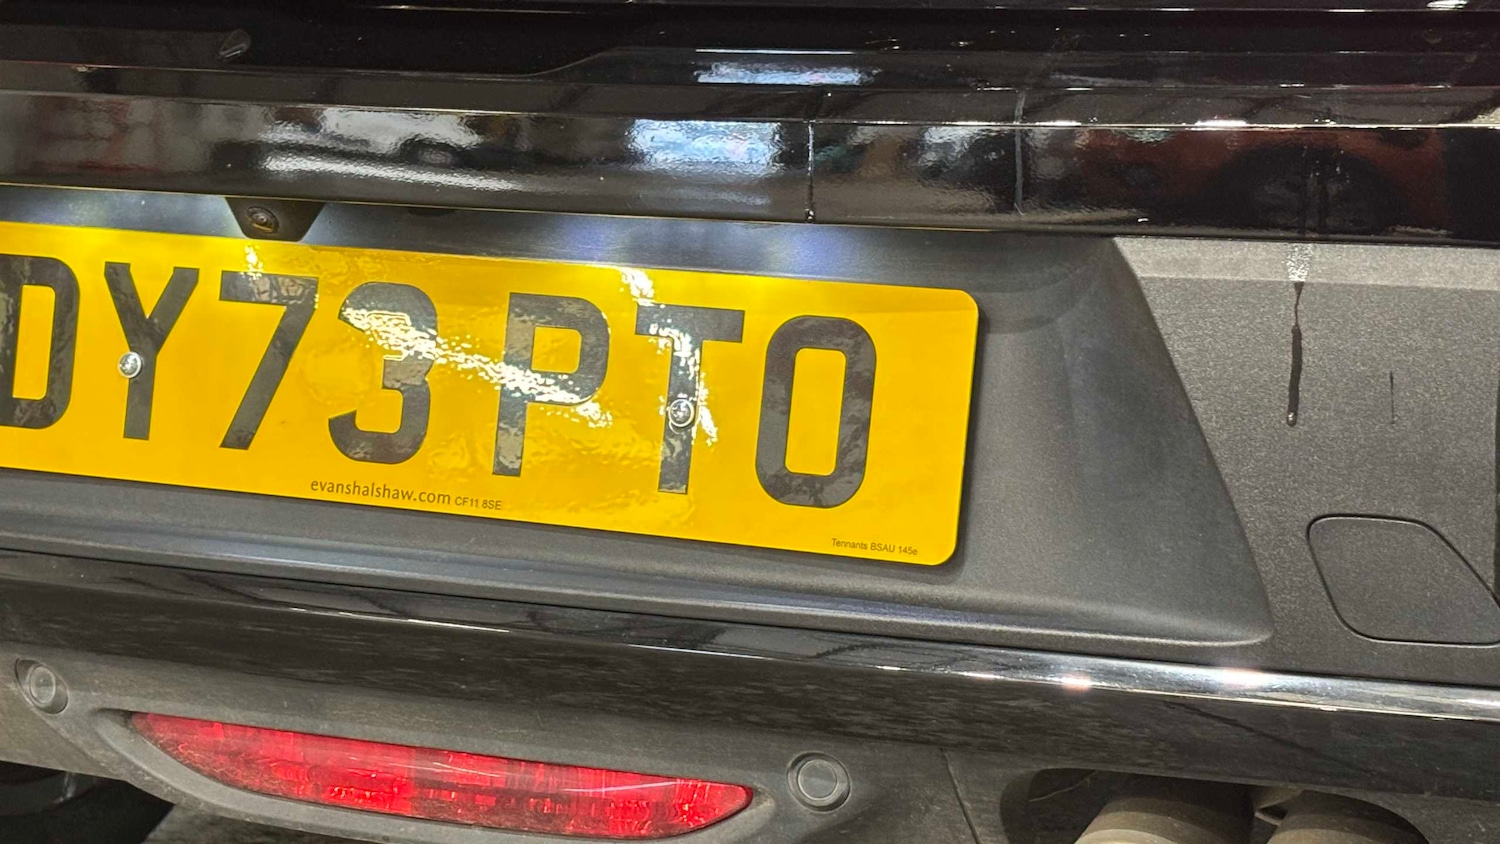 DY73 PTO
evanshalshaw.com CF11 8SE
Tennants BSAU 145e